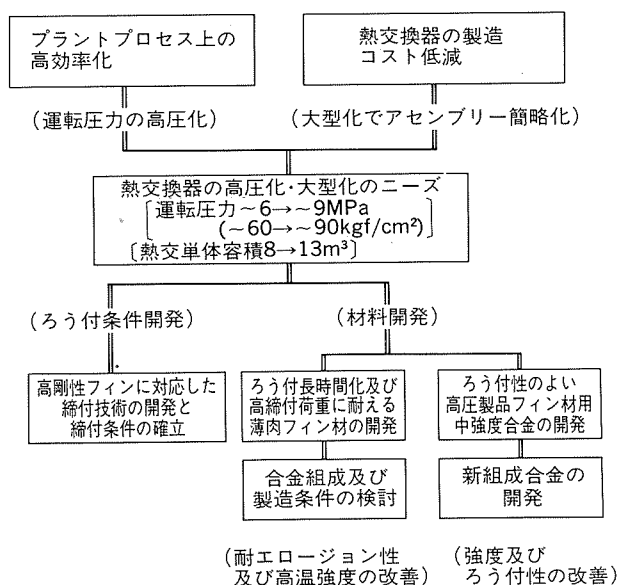 プラントプロセス上の
高効率化
熱交換器の製造
コスト低減
(運転圧力の高圧化)
(大型化でアセンブリー簡略化)
熱交換器の高圧化・大型化のニーズ
〔運転圧力~6→~9MPa
(~60→~90kgf/cm²)〕
〔熱交単体容積8→13m³〕
(ろう付条件開発)
(材料開発)
高剛性フィンに対応した
締付技術の開発と
締付条件の確立
ろう付長時間化及び
高締付荷重に耐える
薄肉フィン材の開発
ろう付性のよい
高圧製品フィン材用
中強度合金の開発
合金組成及び
製造条件の検討
新組成合金の
開発
(耐エロージョン性
及び高温強度の改善)
(強度及び
ろう付性の改善)